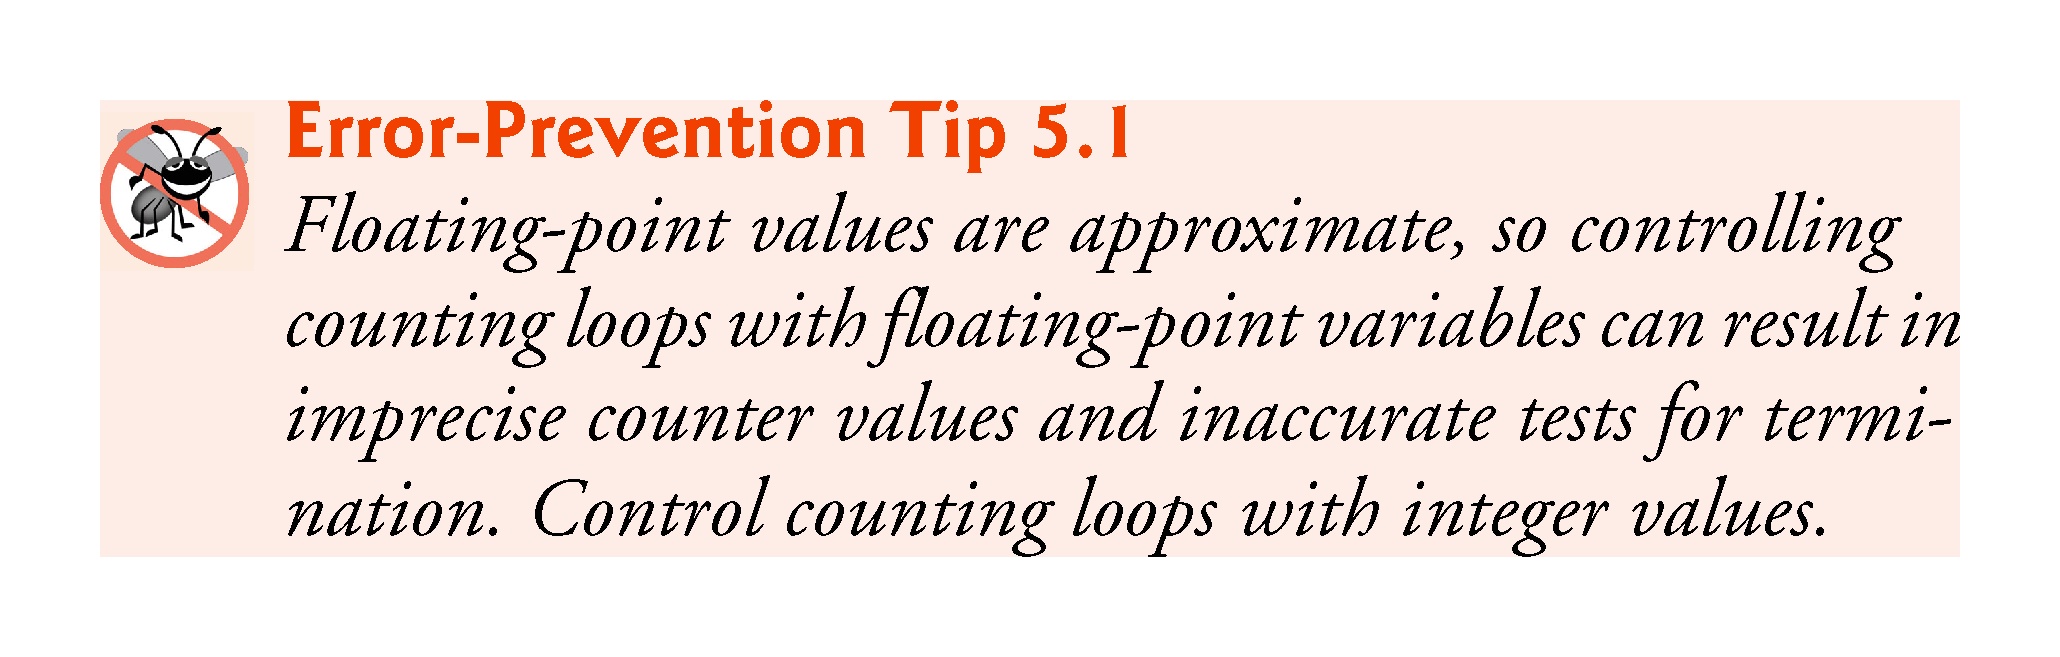 Error-Prevention Tip 5.1
Floating-point values are approximate, so controlling
counting loops with floating-point variables can result in
imprecise counter values and inaccurate tests for termi-
nation. Control counting loops with integer values.